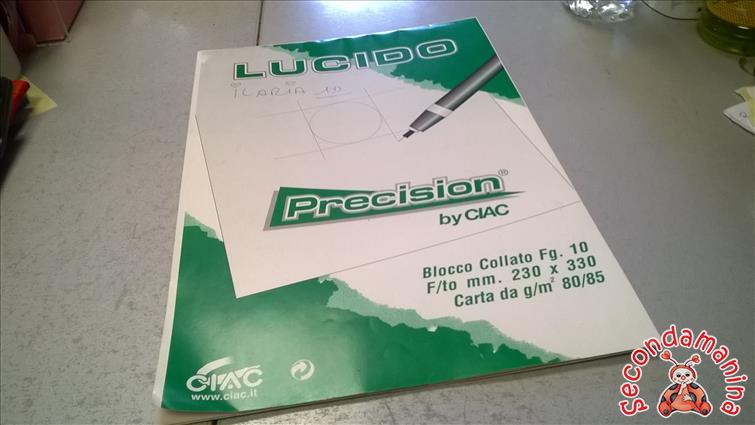 LUCIDO
iLARiA 10
Precision®
by CIAC
Blocco Collato Fg. 10
F/to mm. 230 x 330
Carta da g/m² 80/85
CIAC
www.ciac.it
secondamanina